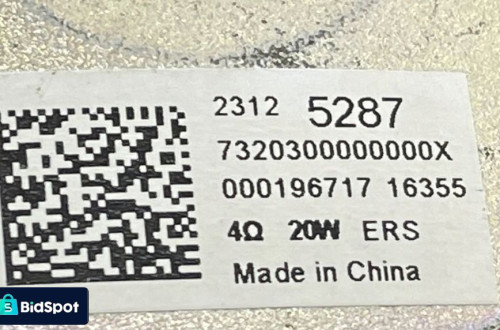 2312 5287
7320300000000X
000196717 16355
4Ω 20W ERS
Made in China
BidSpot